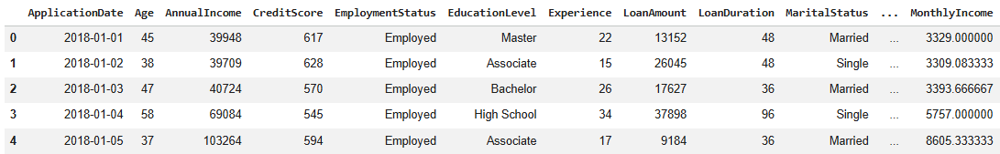 ApplicationDate Age AnnualIncome CreditScore EmploymentStatus EducationLevel Experience LoanAmount LoanDuration MaritalStatus ... MonthlyIncome
0 2018-01-01 45 39948 617 Employed Master 22 13152 48 Married ... 3329.000000
1 2018-01-02 38 39709 628 Employed Associate 15 26045 48 Single ... 3309.083333
2 2018-01-03 47 40724 570 Employed Bachelor 26 17627 36 Married ... 3393.666667
3 2018-01-04 58 69084 545 Employed High School 34 37898 96 Single ... 5757.000000
4 2018-01-05 37 103264 594 Employed Associate 17 9184 36 Married ... 8605.333333